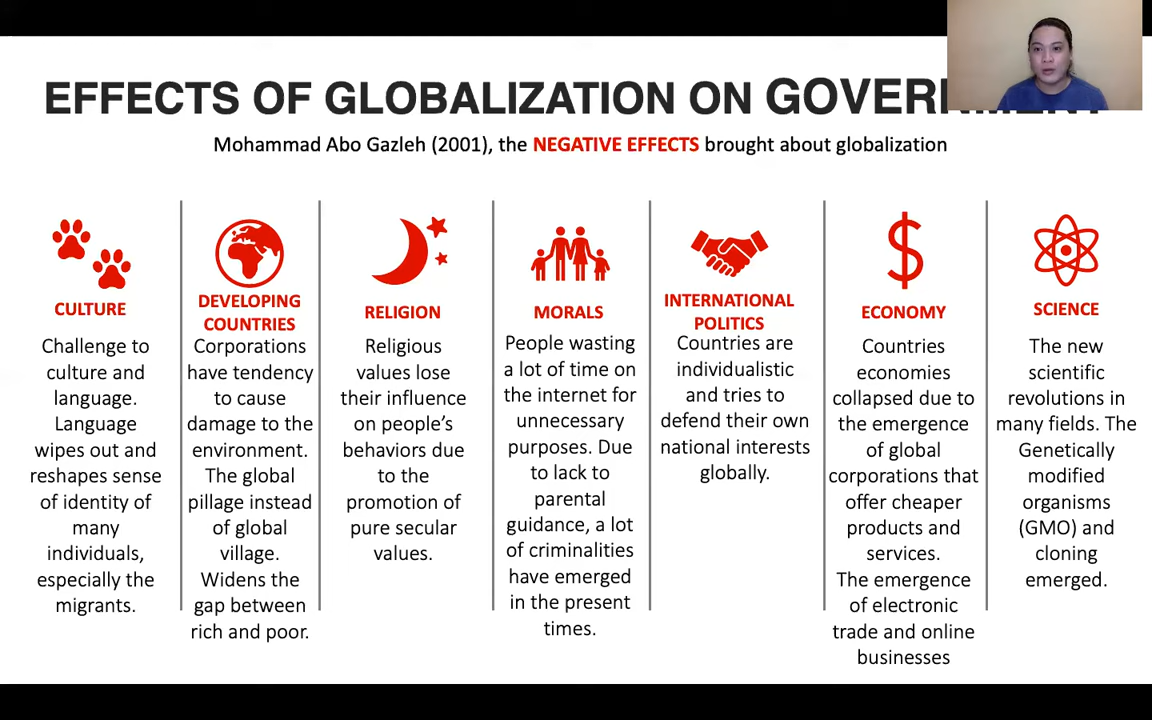 EFFECTS OF GLOBALIZATION ON GOVERNMENT
Mohammad Abo Gazleh (2001), the NEGATIVE EFFECTS brought about globalization
CULTURE
Challenge to
culture and
language.
Language
wipes out and
reshapes sense
of identity of
many
individuals,
especially the
migrants.
DEVELOPING
COUNTRIES
Corporations
have tendency
to cause
damage to the
environment.
The global
pillage instead
of global
village.
Widens the
gap between
rich and poor.
RELIGION
Religious
values lose
their influence
on people's
behaviors due
to the
promotion of
pure secular
values.
MORALS
People wasting
a lot of time on
the internet for
unnecessary
purposes. Due
to lack to
parental
guidance, a lot
of criminalities
have emerged
in the present
times.
INTERNATIONAL
POLITICS
Countries are
individualistic
and tries to
defend their own
national interests
globally.
ECONOMY
Countries
economies
collapsed due to
the emergence
of global
corporations that
offer cheaper
products and
services.
The emergence
of electronic
trade and online
businesses
SCIENCE
The new
scientific
revolutions in
many fields. The
Genetically
modified
organisms
(GMO) and
cloning
emerged.